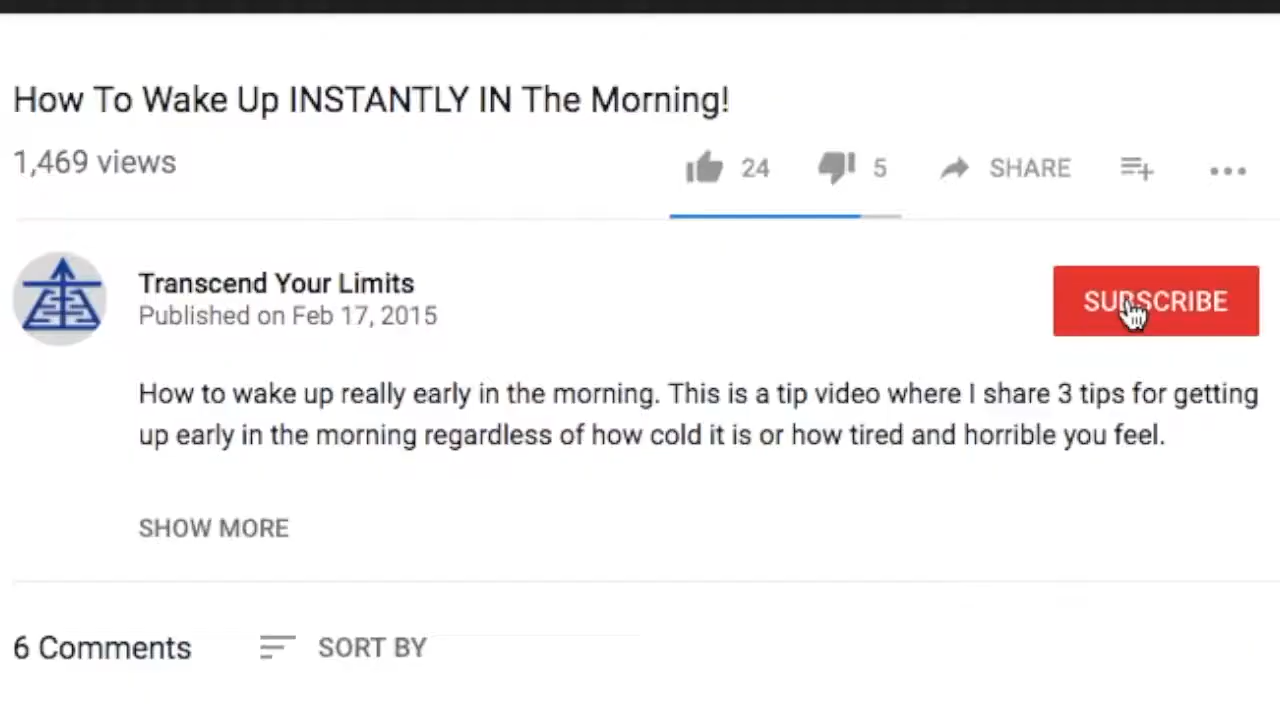 How To Wake Up INSTANTLY IN The Morning!
1,469 views
24 5 SHARE
Transcend Your Limits
Published on Feb 17, 2015
SUBSCRIBE
How to wake up really early in the morning. This is a tip video where I share 3 tips for getting
up early in the morning regardless of how cold it is or how tired and horrible you feel.
SHOW MORE
6 Comments SORT BY